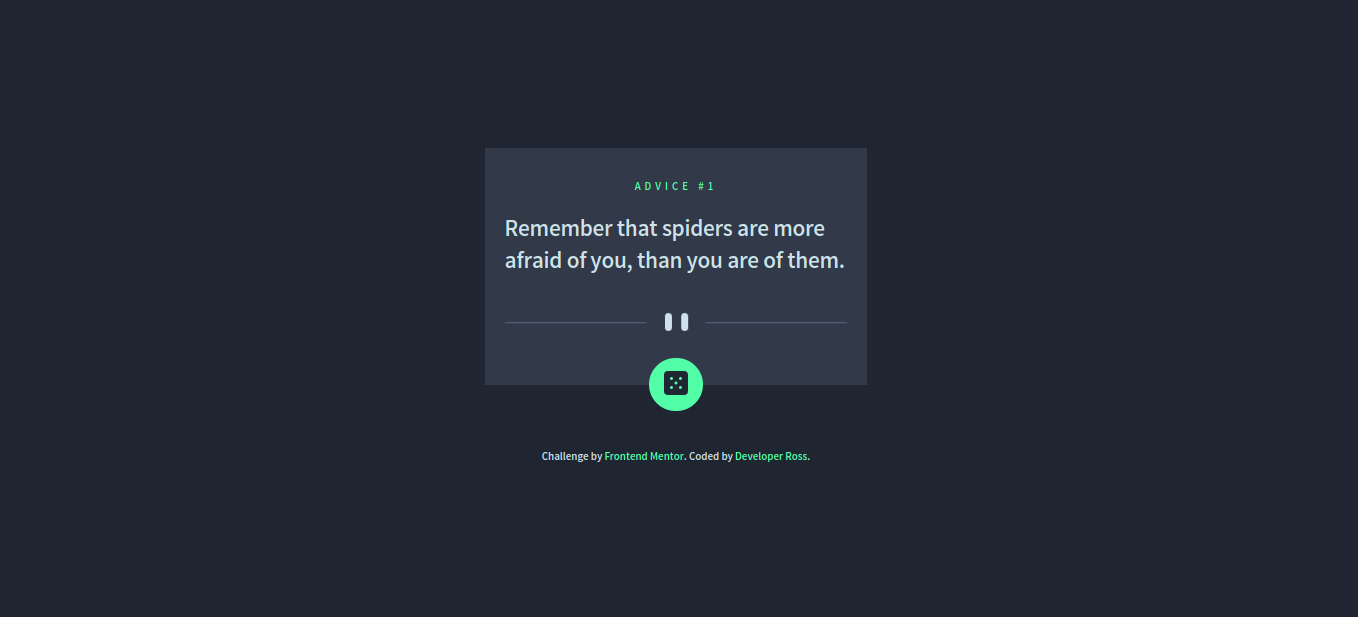 ADVICE #1
Remember that spiders are more
afraid of you, than you are of them.
Challenge by Frontend Mentor. Coded by Developer Ross.